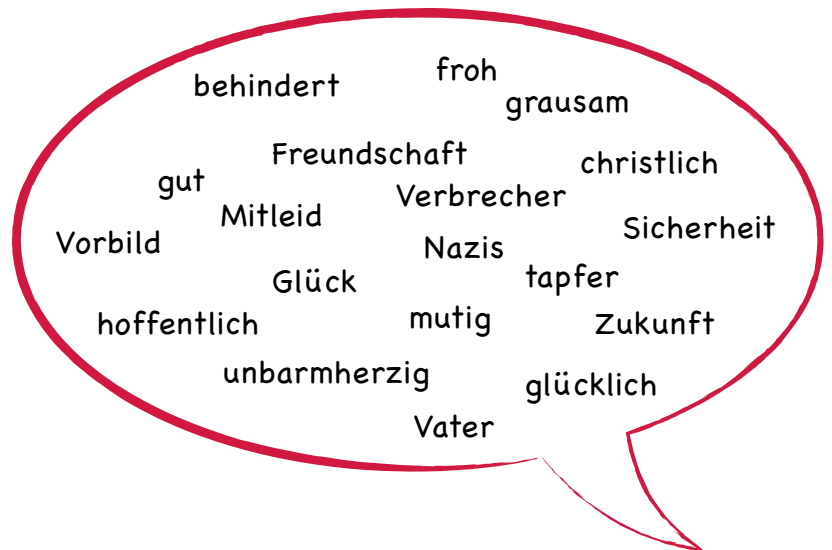 froh
behindert
grausam
Freundschaft
christlich
gut
Verbrecher
Mitleid
Sicherheit
Vorbild
Nazis
tapfer
Glück
mutig
Zukunft
hoffentlich
unbarmherzig
glücklich
Vater